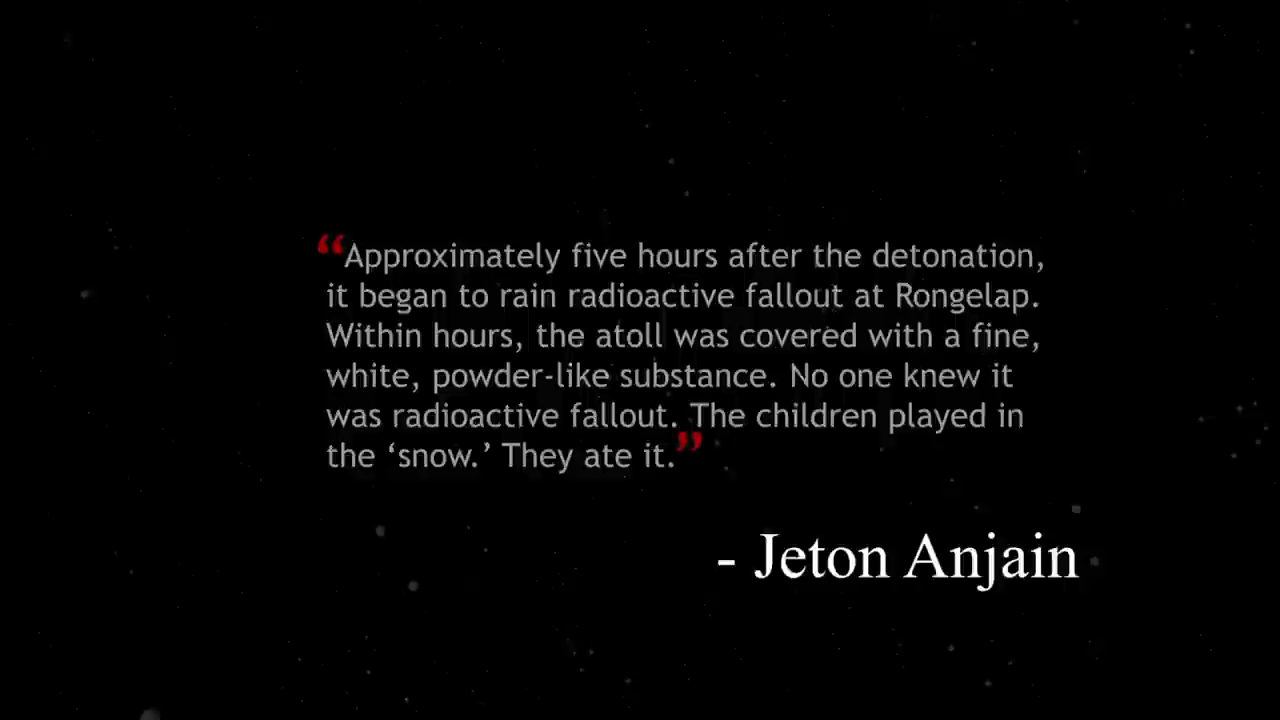 “Approximately five hours after the detonation,
it began to rain radioactive fallout at Rongelap.
Within hours, the atoll was covered with a fine,
white, powder-like substance. No one knew it
was radioactive fallout. The children played in
the ‘snow.’ They ate it.”
- Jeton Anjain